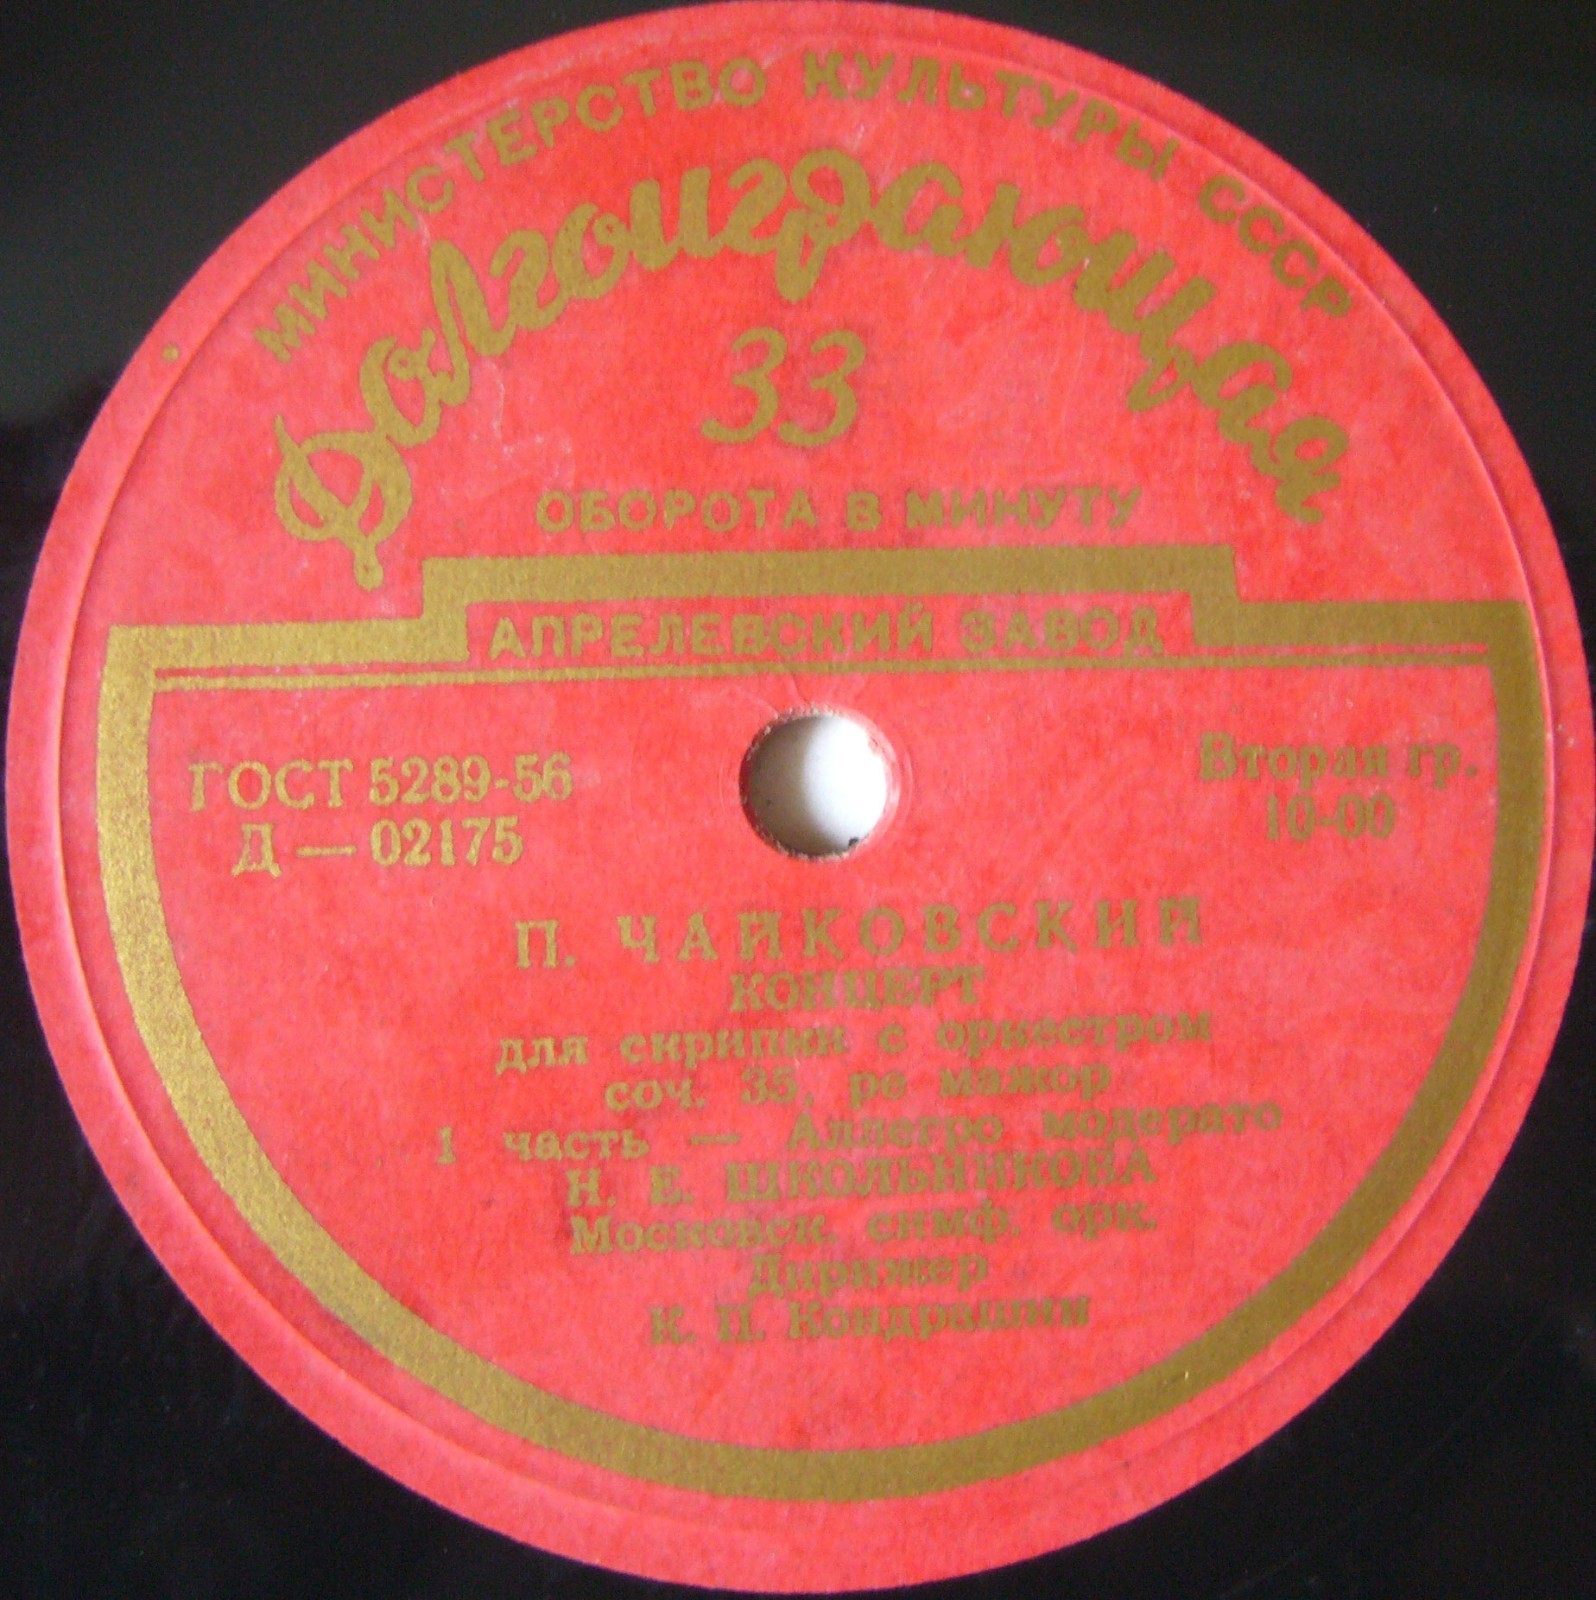 МИНИСТЕРСТВО КУЛЬТУРЫ СССР
Долгоиграющая
33
ОБОРОТА В МИНУТУ
АПРЕЛЕВСКИЙ ЗАВОД
ГОСТ 5289-56
Д — 02175
Вторая гр.
10-00
П. ЧАЙКОВСКИЙ
КОНЦЕРТ
для скрипки с оркестром
соч. 35, ре мажор
1 часть — Аллегро модерато
Н. Е. ШКОЛЬНИКОВА
Московск. симф. орк.
Дирижер
К. П. Кондрашин